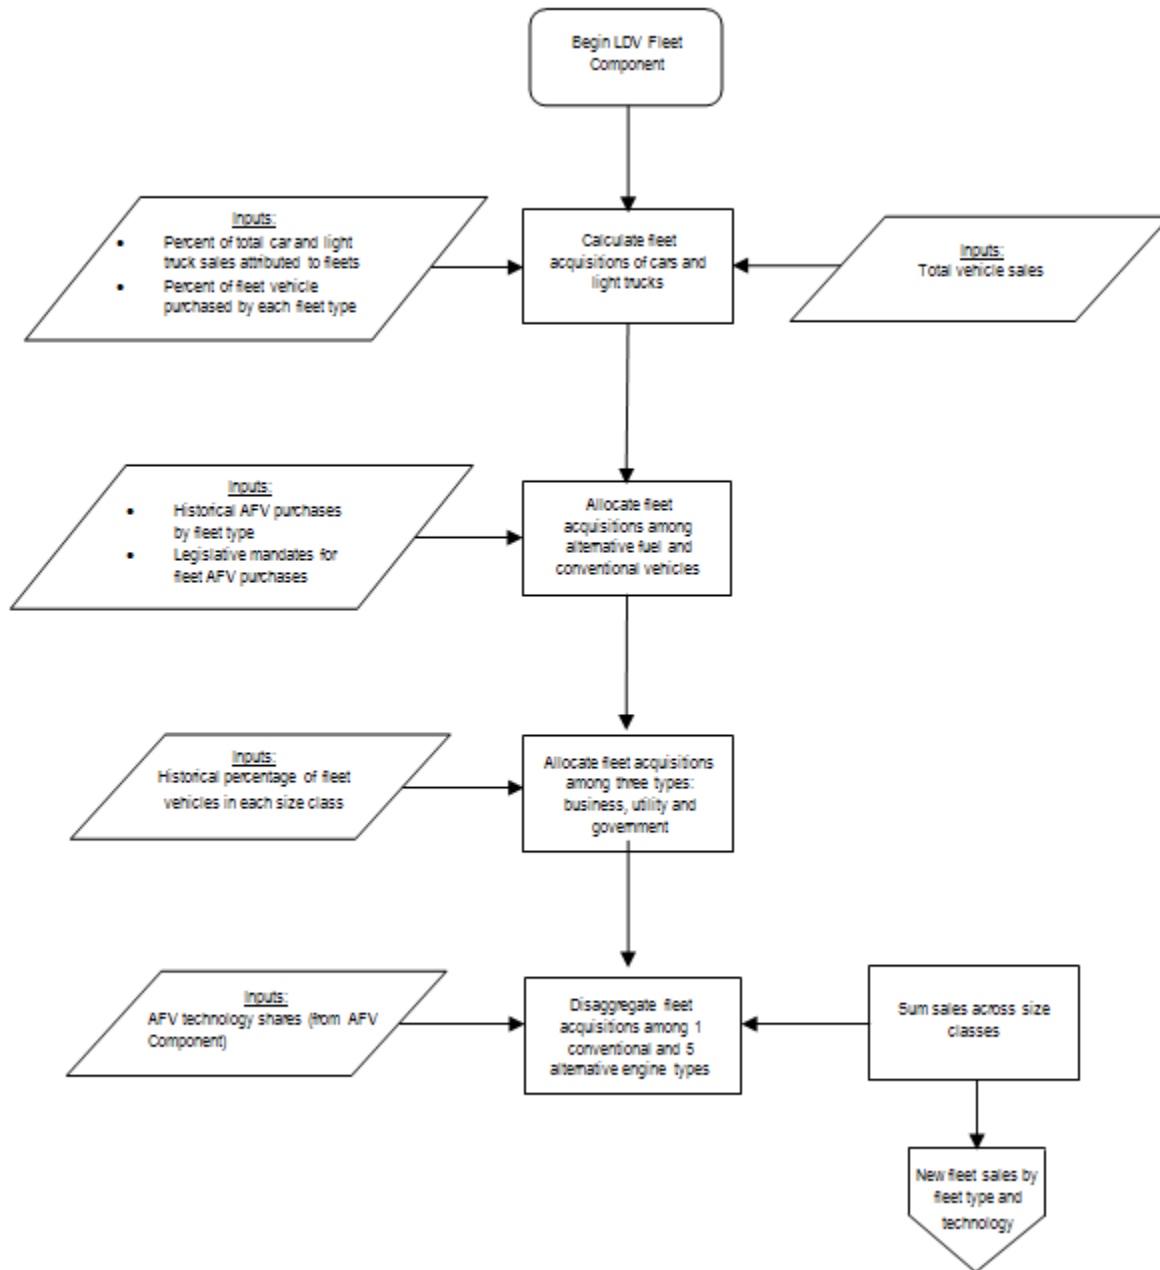 Begin LDV Fleet
Component
Inputs:
• Percent of total car and light
truck sales attributed to fleets
• Percent of fleet vehicle
purchased by each fleet type
Calculate fleet
acquisitions of cars and
light trucks
Inputs:
Total vehicle sales
Inputs:
• Historical AFV purchases
by fleet type
• Legislative mandates for
fleet AFV purchases
Allocate fleet
acquisitions among
alternative fuel and
conventional vehicles
Inputs:
Historical percentage of fleet
vehicles in each size class
Allocate fleet acquisitions
among three types:
business, utility and
government
Inputs:
AFV technology shares (from AFV
Component)
Disaggregate fleet
acquisitions among 1
conventional and 5
alternative engine types
Sum sales across size
classes
New fleet sales by
fleet type and
technology